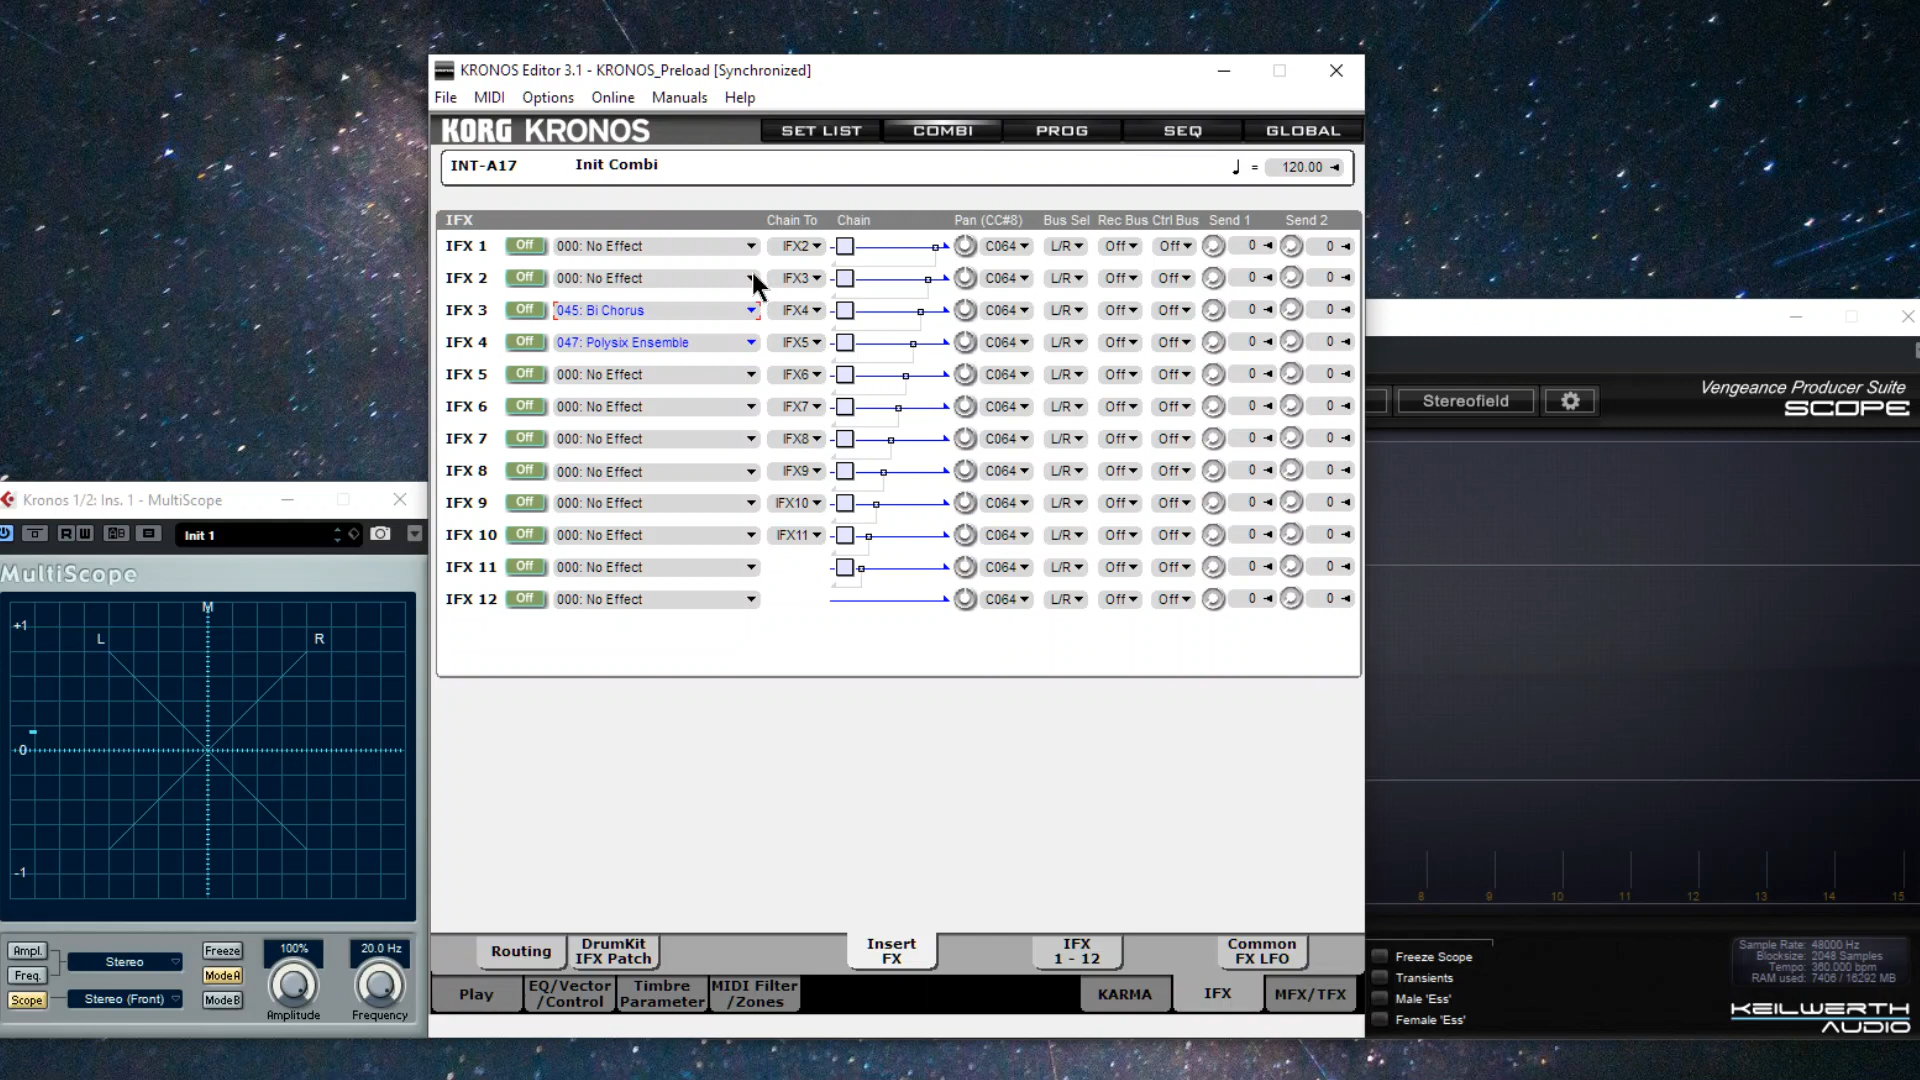 KRONOS Editor 3.1 - KRONOS_Preload [Synchronized]
File MIDI Options Online Manuals Help
KORG KRONOS SET LIST COMBI PROG SEQ GLOBAL
INT-A17 Init Combi ♩ = 120.00
IFX Chain To Chain Pan (CC#8) Bus Sel Rec Bus Ctrl Bus Send 1 Send 2
IFX 1 Off 000: No Effect IFX2 C064 L/R Off Off 0 0
IFX 2 Off 000: No Effect IFX3 C064 L/R Off Off 0 0
IFX 3 Off 045: Bi Chorus IFX4 C064 L/R Off Off 0 0
IFX 4 Off 047: Polysix Ensemble IFX5 C064 L/R Off Off 0 0
IFX 5 Off 000: No Effect IFX6 C064 L/R Off Off 0 0
IFX 6 Off 000: No Effect IFX7 C064 L/R Off Off 0 0
IFX 7 Off 000: No Effect IFX8 C064 L/R Off Off 0 0
IFX 8 Off 000: No Effect IFX9 C064 L/R Off Off 0 0
IFX 9 Off 000: No Effect IFX10 C064 L/R Off Off 0 0
IFX 10 Off 000: No Effect IFX11 C064 L/R Off Off 0 0
IFX 11 Off 000: No Effect C064 L/R Off Off 0 0
IFX 12 Off 000: No Effect C064 L/R Off Off 0 0
Routing DrumKit IFX Patch Insert FX IFX 1 - 12 Common FX LFO
Play EQ/Vector /Control Timbre Parameter MIDI Filter /Zones KARMA IFX MFX/TFX
Kronos 1/2: Ins. 1 - MultiScope
R W Init 1
MultiScope
M
+1
L R
0
-1
Ampl. Stereo Freeze 100% 20.0 Hz
Freq. Mode A
Scope Stereo (Front) Mode B
Amplitude Frequency
Stereofield
Vengeance Producer Suite
SCOPE
8 9 10 11 12 13 14 15
Freeze Scope
Transients
Male 'Ess'
Female 'Ess'
Sample Rate: 48000 Hz
Blocksize: 2048 Samples
Tempo: 360.000 bpm
RAM used: 7406 / 16292 MB
KEILWERTH
AUDIO